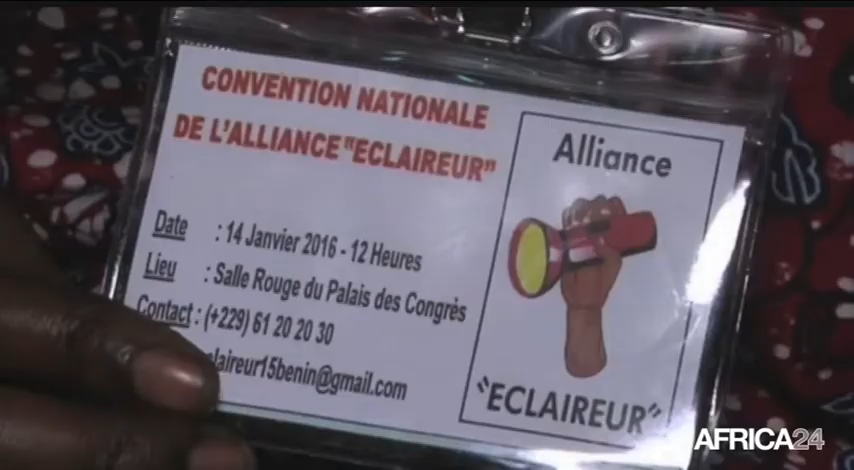 CONVENTION NATIONALE
DE L'ALLIANCE "ECLAIREUR"
Date : 14 Janvier 2016 - 12 Heures
Lieu : Salle Rouge du Palais des Congrès
Contact : (+229) 61 20 20 30
laireur15benin@gmail.com
Alliance
"ECLAIREUR"
AFRICA24